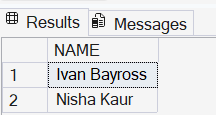 Results Messages
NAME
1 Ivan Bayross
2 Nisha Kaur